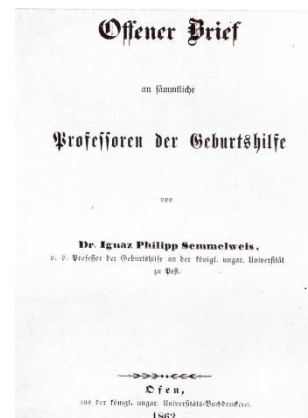 Offener Brief
an sämmtliche
Professoren der Geburtshilfe
von
Dr. Ignaz Philipp Semmelweis,
o. ö. Professor der Geburtshilfe an der königl. ungar. Universität
zu Pest.
Ofen,
aus der königl. ungar. Universitäts-Buchdruckerei.
1862